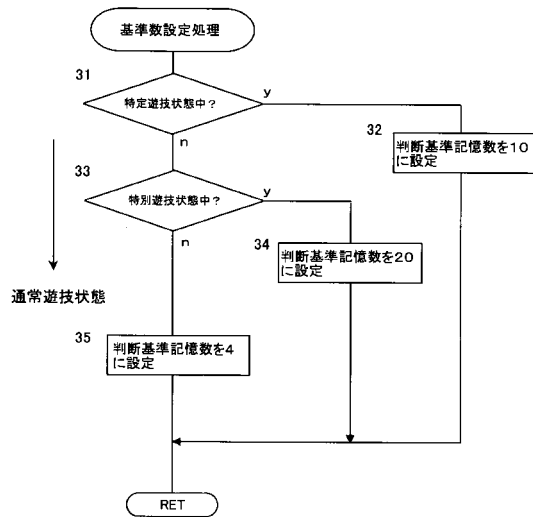 基準数設定処理
31
特定遊技状態中？
y
n
32
判断基準記憶数を10
に設定
33
特別遊技状態中？
y
n
34
判断基準記憶数を20
に設定
通常遊技状態
35
判断基準記憶数を4
に設定
RET